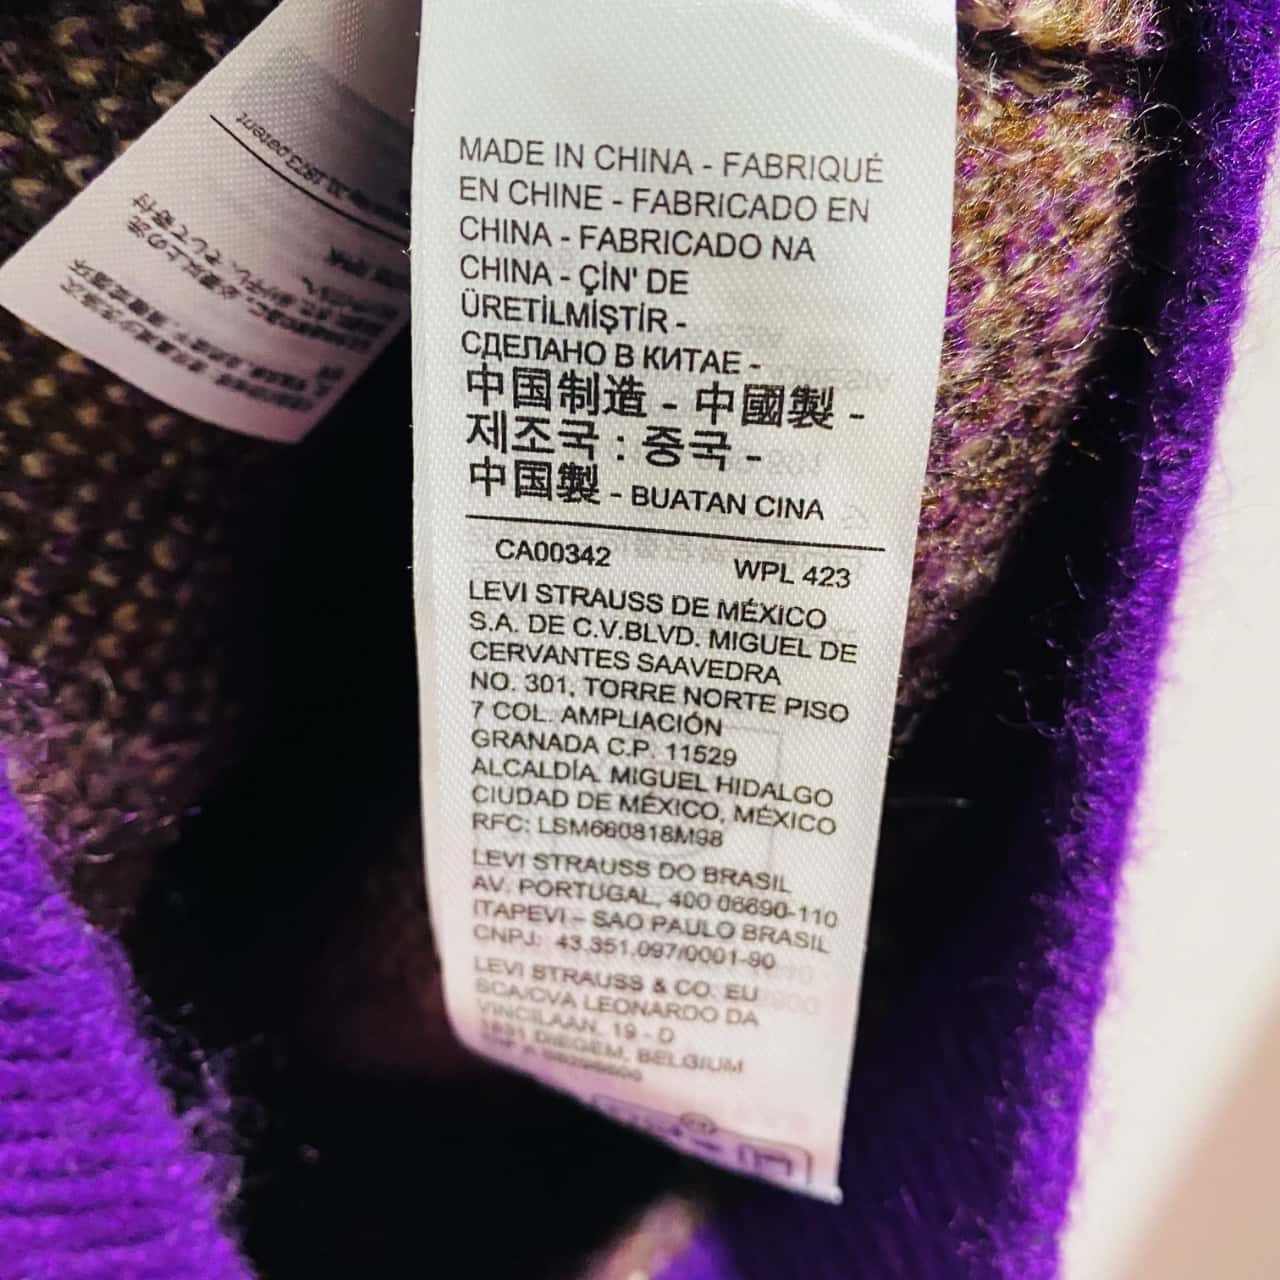 MADE IN CHINA - FABRIQUÉ
EN CHINE - FABRICADO EN
CHINA - FABRICADO NA
CHINA - ÇİN' DE
ÜRETİLMİŞTİR -
СДЕЛАНО В КИТАЕ -
中国制造 - 中國製 -
제조국 : 중국 -
中国製 - BUATAN CINA
CA00342 WPL 423
LEVI STRAUSS DE MÉXICO
S.A. DE C.V.BLVD. MIGUEL DE
CERVANTES SAAVEDRA
NO. 301, TORRE NORTE PISO
7 COL. AMPLIACIÓN
GRANADA C.P. 11529
ALCALDÍA. MIGUEL HIDALGO
CIUDAD DE MÉXICO, MÉXICO
RFC: LSM660818M98
LEVI STRAUSS DO BRASIL
AV. PORTUGAL, 400 06690-110
ITAPEVI – SAO PAULO BRASIL
CNPJ: 43.351.097/0001-90
LEVI STRAUSS & CO. EU
BCA/CVA LEONARDO DA
VINCILAAN, 19 - D
1831 DIEGEM, BELGIUM